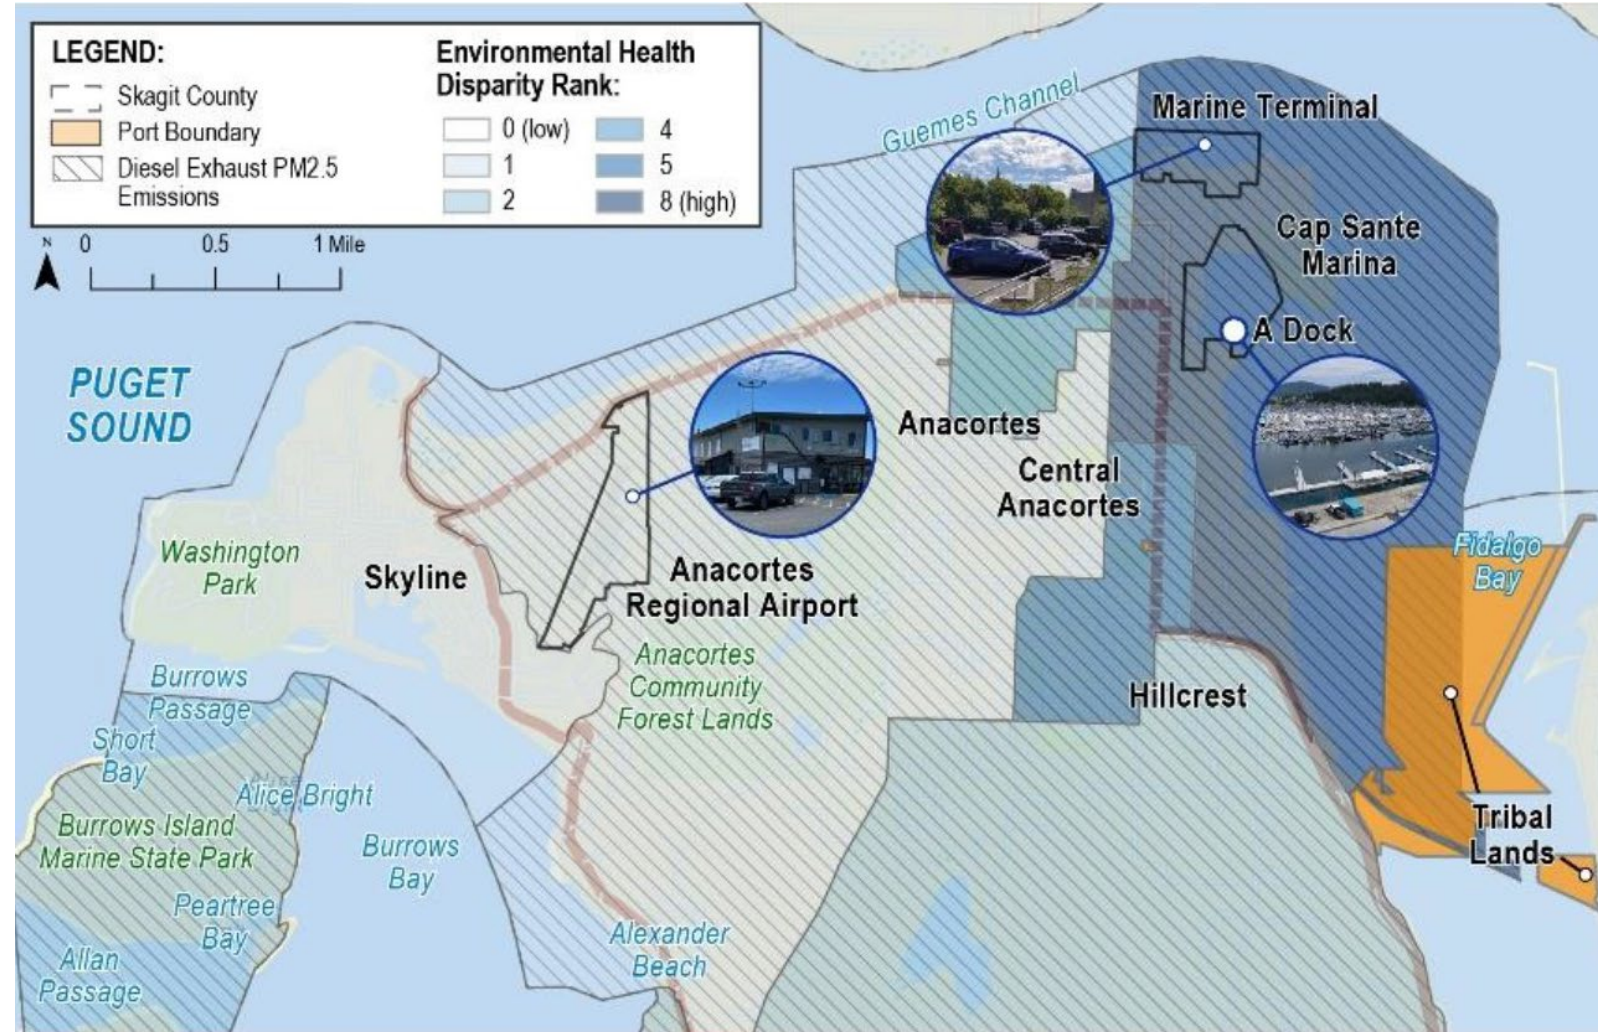 LEGEND:
Skagit County
Port Boundary
Diesel Exhaust PM2.5
Emissions
Environmental Health
Disparity Rank:
0 (low)
1
2
4
5
8 (high)
N
0
0.5
1 Mile
Guemes Channel
Marine Terminal
Cap Sante
Marina
A Dock
PUGET
SOUND
Anacortes
Central
Anacortes
Washington
Park
Skyline
Anacortes
Regional Airport
Fidalgo
Bay
Anacortes
Community
Forest Lands
Hillcrest
Burrows
Passage
Short
Bay
Alice Bright
Burrows Island
Marine State Park
Burrows
Bay
Tribal
Lands
Peartree
Bay
Alexander
Beach
Allan
Passage